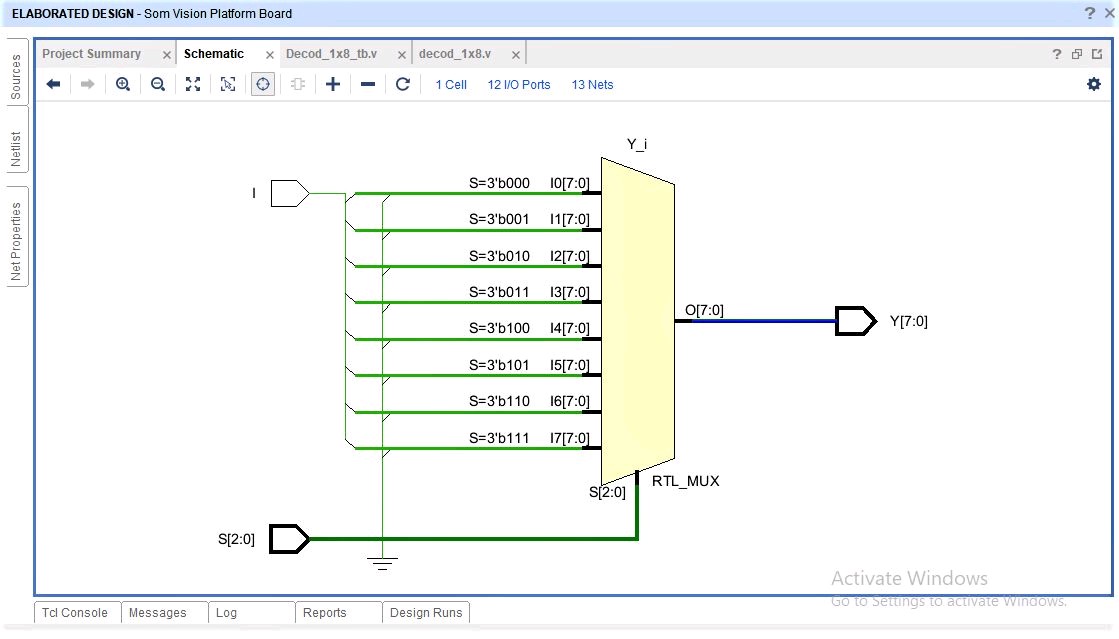 ELABORATED DESIGN - Som Vision Platform Board ? ×
Sources
Netlist
Net Properties
Project Summary × Schematic × Decod_1x8_tb.v × decod_1x8.v × ?
1 Cell 12 I/O Ports 13 Nets
Y_i
I S=3'b000 I0[7:0]
S=3'b001 I1[7:0]
S=3'b010 I2[7:0]
S=3'b011 I3[7:0]
O[7:0]
Y[7:0]
S=3'b100 I4[7:0]
S=3'b101 I5[7:0]
S=3'b110 I6[7:0]
S=3'b111 I7[7:0]
RTL_MUX
S[2:0]
S[2:0]
Activate Windows
Go to Settings to activate Windows.
Tcl Console Messages Log Reports Design Runs